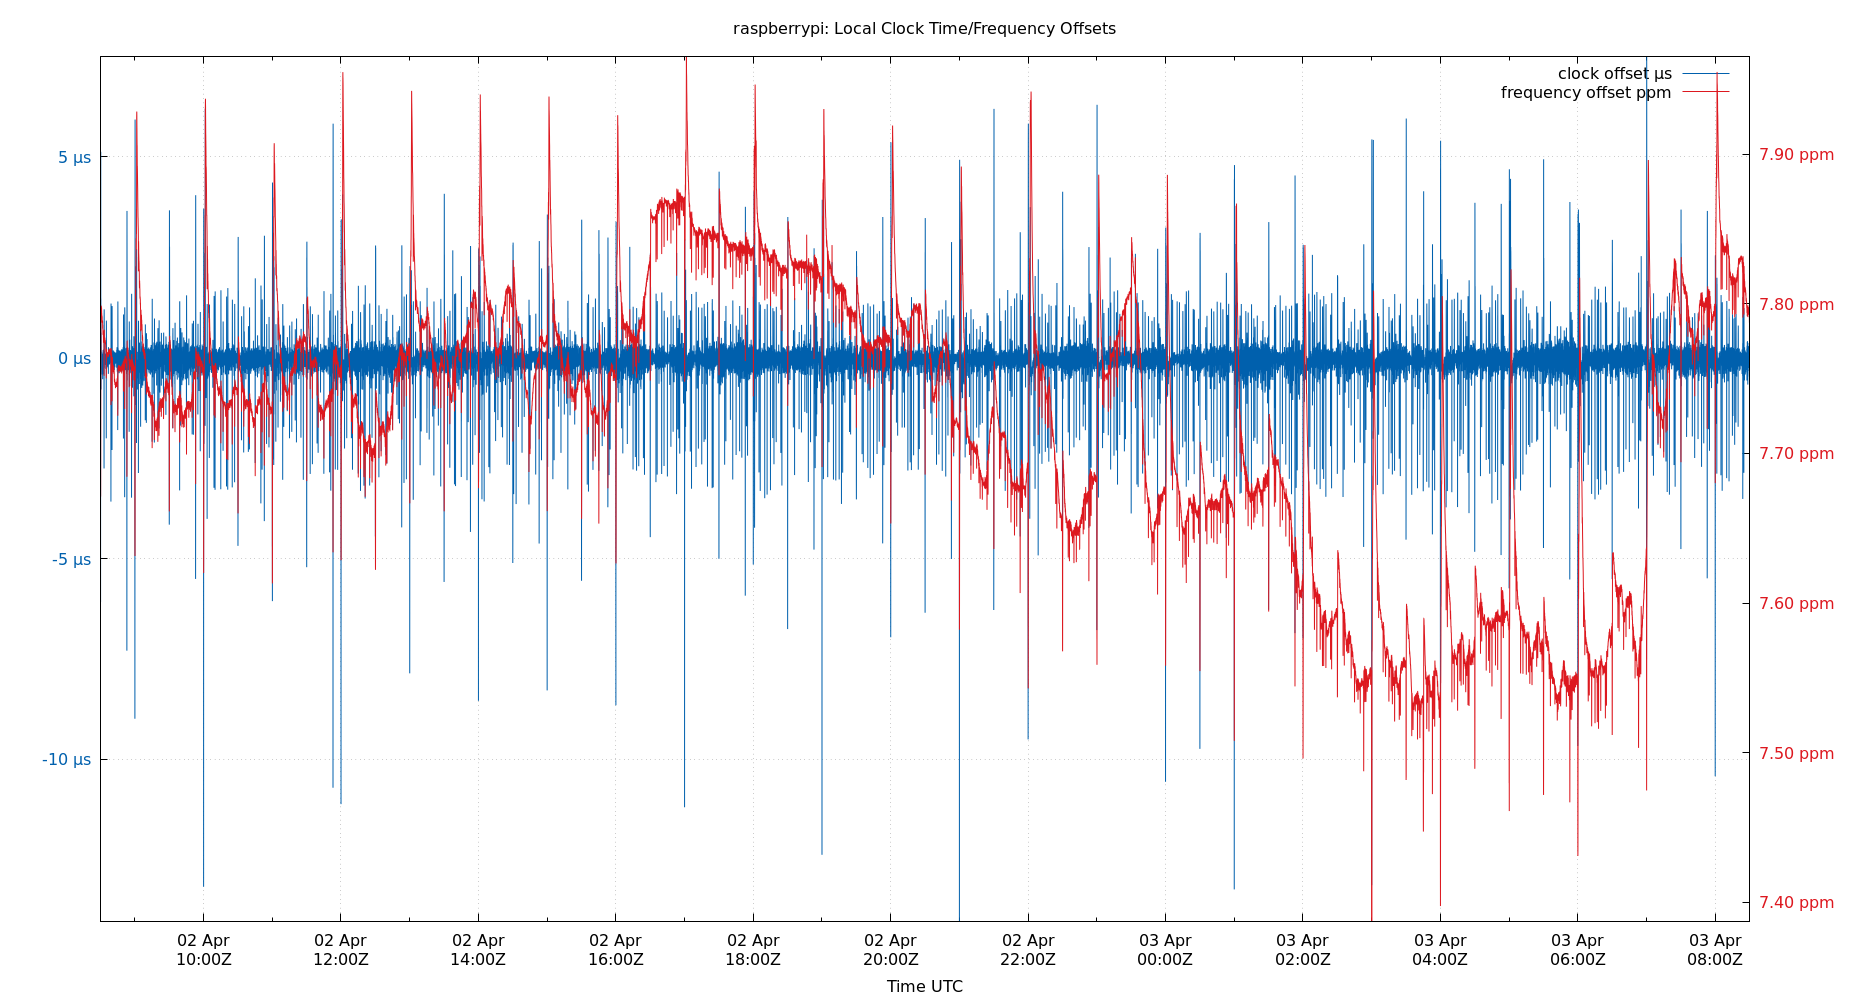 raspberrypi: Local Clock Time/Frequency Offsets
clock offset µs
frequency offset ppm
5 µs
0 µs
-5 µs
-10 µs
7.90 ppm
7.80 ppm
7.70 ppm
7.60 ppm
7.50 ppm
7.40 ppm
02 Apr 02 Apr 02 Apr 02 Apr 02 Apr 02 Apr 02 Apr 03 Apr 03 Apr 03 Apr 03 Apr 03 Apr
10:00Z 12:00Z 14:00Z 16:00Z 18:00Z 20:00Z 22:00Z 00:00Z 02:00Z 04:00Z 06:00Z 08:00Z
Time UTC